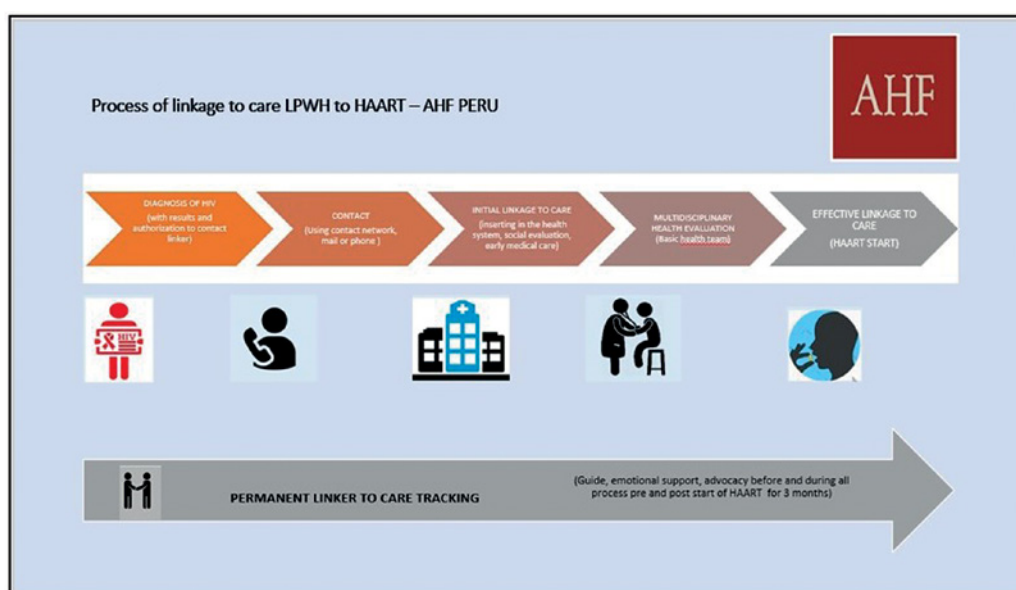 AHF
Process of linkage to care LPWH to HAART – AHF PERU
DIAGNOSIS OF HIV
(with results and
authorization to contact
linker)
CONTACT
(Using contact network,
mail or phone )
INITIAL LINKAGE TO CARE
(inserting in the health
system, social evaluation,
early medical care)
MULTIDISCIPLINARY
HEALTH EVALUATION
(Basic health team)
EFFECTIVE LINKAGE TO
CARE
(HAART START)
HIV
PERMANENT LINKER TO CARE TRACKING
(Guide, emotional support, advocacy before and during all
process pre and post start of HAART for 3 months)